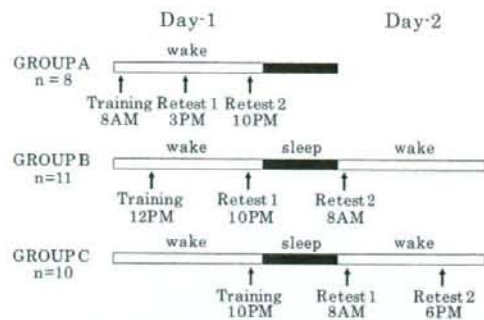 Day-1 Day-2
wake
GROUP A
n = 8
Training Retest 1 Retest 2
8AM 3PM 10PM
wake sleep wake
GROUP B
n=11
Training Retest 1 Retest 2
12PM 10PM 8AM
wake sleep wake
GROUP C
n=10
Training Retest 1 Retest 2
10PM 8AM 6PM